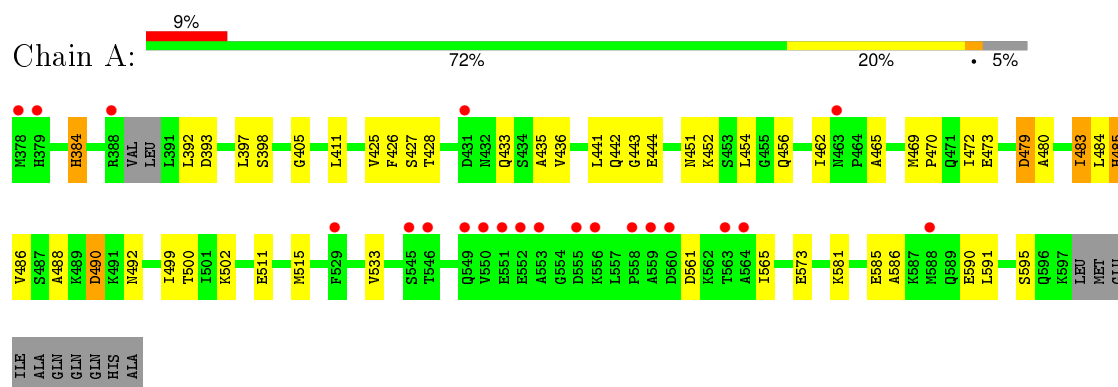 9%
Chain A:
72% 20% • 5%
M378 H379 H384 R388 VAL LEU L391 L392 D393 L397 S398 G405 L411 V425 F426 S427 T428 D431 N432 Q433 S434 A435 V436 L441 Q442 G443 E444 N451 K452 S453 L454 G455 Q456 I462 N463 P464 A465 M469 P470 Q471 I472 E473 D479 A480 I483 L484 H485
V486 S487 A488 K489 D490 K491 N492 I499 T500 I501 K502 E511 M515 F529 V533 S545 T546 Q549 V550 E551 E552 A553 G554 D555 K556 L557 P558 A559 D560 D561 K562 T563 A564 I565 E573 K581 E585 A586 K587 M588 Q589 E590 L591 S595 Q596 K597 LEU MET GLU
ILE ALA GLN GLN GLN HIS ALA